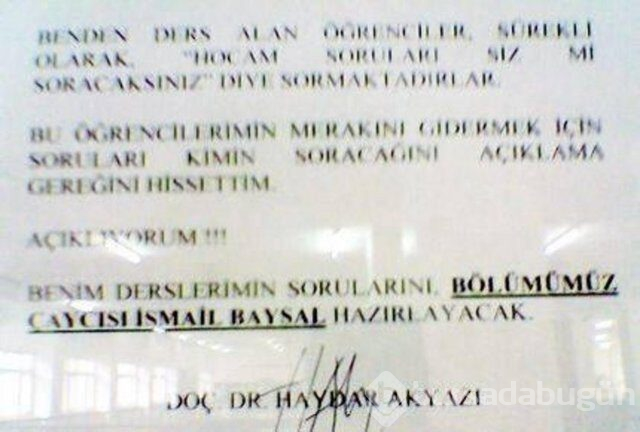 BENDEN DERS ALAN ÖĞRENCİLER, SÜREKLİ
OLARAK, "HOCAM SORULARI SİZ Mİ
SORACAKSINIZ" DİYE SORMAKTADIRLAR.
BU ÖĞRENCİLERİMİN MERAKINI GİDERMEK İÇİN
SORULARI KİMİN SORACAĞINI AÇIKLAMA
GEREĞİNİ HİSSETTİM.
AÇIKLIYORUM !!!
BENİM DERSLERİMİN SORULARINI, BÖLÜMÜMÜZ
ÇAYCISI İSMAİL BAYSAL HAZIRLAYACAK.
DOÇ. DR. HAYDAR AKYAZI